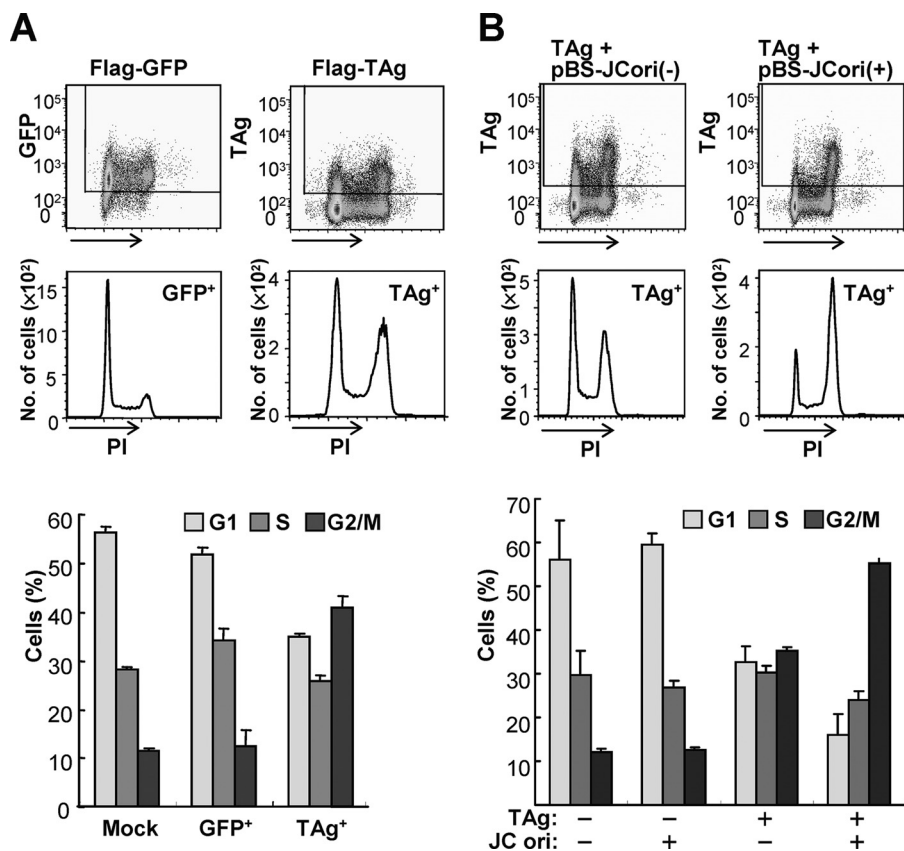 A
B
Flag-GFP
Flag-TAg
TAg +
pBS-JCori(-)
TAg +
pBS-JCori(+)
GFP
10⁵
10⁴
10³
10²
0
TAg
10⁵
10⁴
10³
10²
0
TAg
10⁵
10⁴
10³
10²
0
TAg
10⁵
10⁴
10³
10²
0
No. of cells (×10²)
15
10
5
0
GFP⁺
PI
No. of cells (×10²)
4
2
0
TAg⁺
PI
No. of cells (×10²)
5
3
1
0
TAg⁺
PI
No. of cells (×10²)
4
2
0
TAg⁺
PI
Cells (%)
60
50
40
30
20
10
0
G1 S G2/M
Mock GFP⁺ TAg⁺
Cells (%)
70
60
50
40
30
20
10
G1 S G2/M
TAg: – – + +
JC ori: – + – +